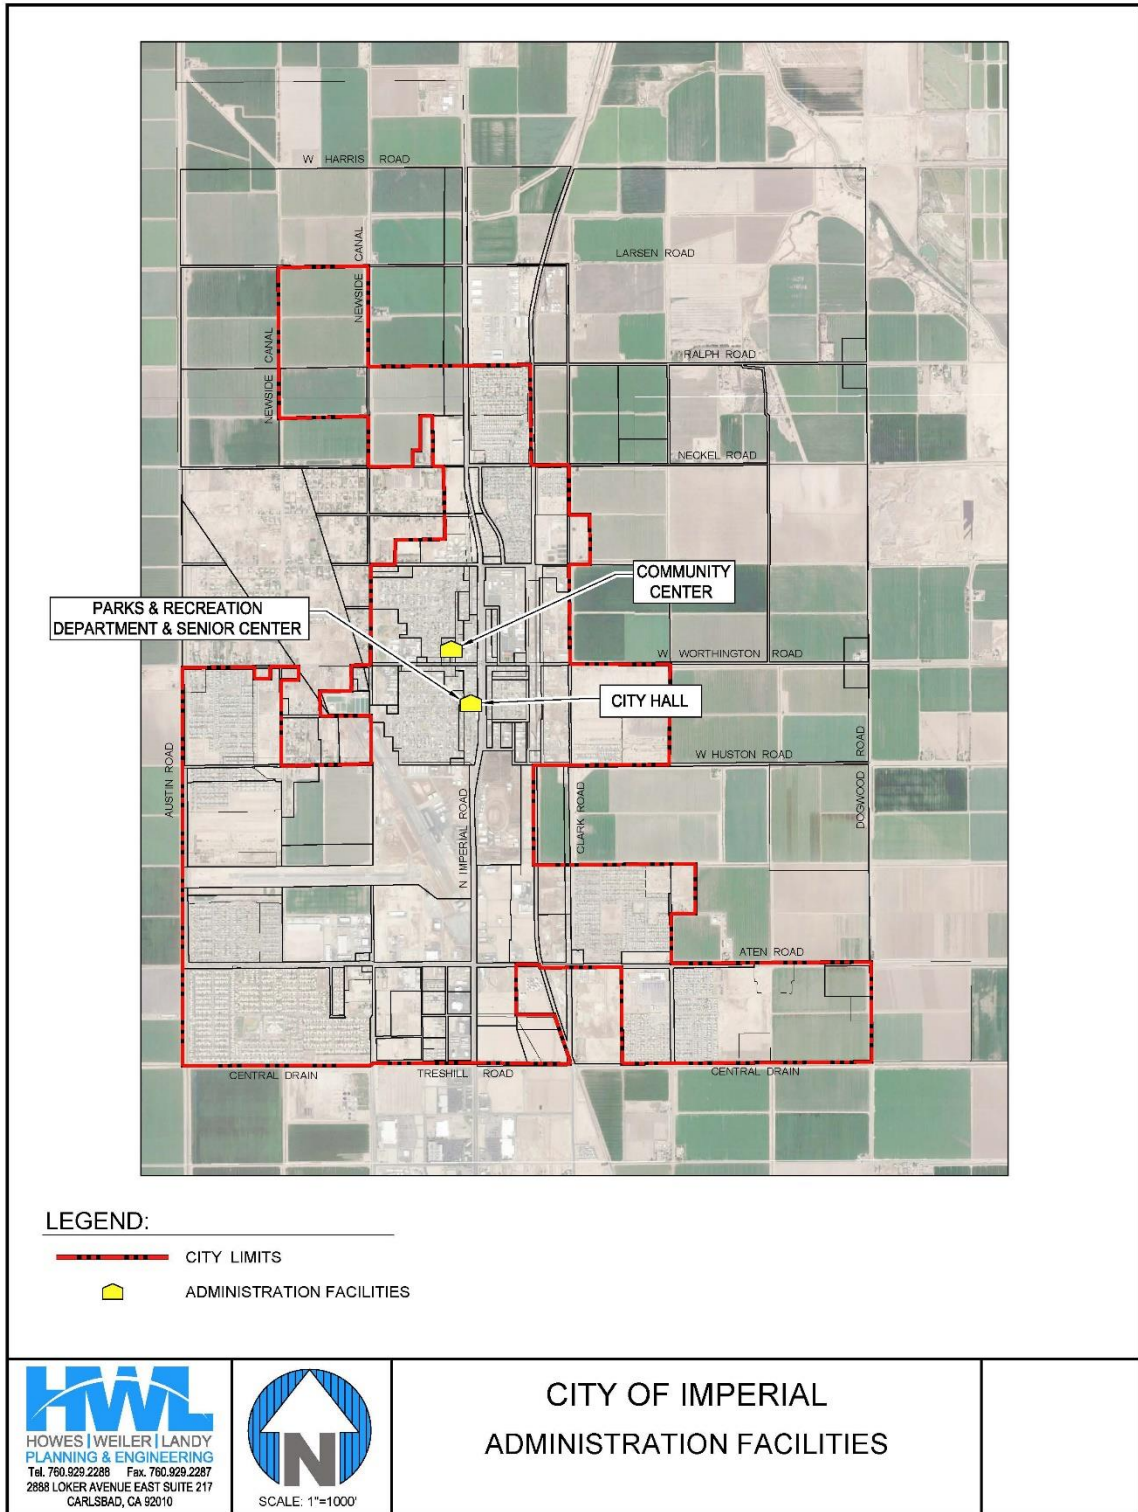 W HARRIS ROAD
LARSEN ROAD
NEWSIDE CANAL
NEWSIDE CANAL
RALPH ROAD
NECKEL ROAD
COMMUNITY
CENTER
PARKS & RECREATION
DEPARTMENT & SENIOR CENTER
W WORTHINGTON ROAD
CITY HALL
W HUSTON ROAD
AUSTIN ROAD
N IMPERIAL ROAD
CLARK ROAD
DOGWOOD ROAD
ATEN ROAD
CENTRAL DRAIN
TRESHILL ROAD
CENTRAL DRAIN
LEGEND:
CITY LIMITS
ADMINISTRATION FACILITIES
HWL
HOWES | WEILER | LANDY
PLANNING & ENGINEERING
Tel. 760.929.2288 Fax. 760.929.2287
2888 LOKER AVENUE EAST SUITE 217
CARLSBAD, CA 92010
N
SCALE: 1"=1000'
CITY OF IMPERIAL
ADMINISTRATION FACILITIES